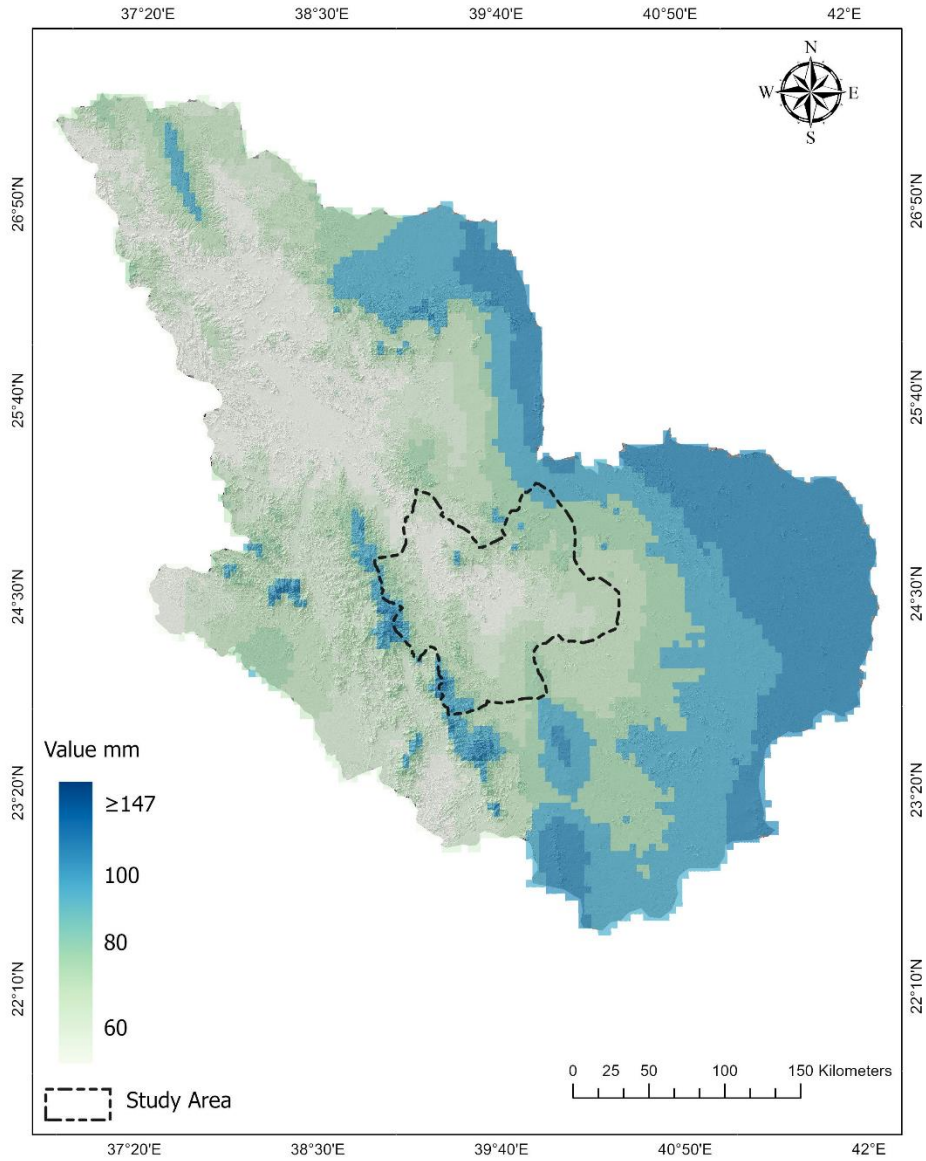 37°20'E 38°30'E 39°40'E 40°50'E 42°E
N
W E
S
26°50'N 26°50'N
25°40'N 25°40'N
24°30'N 24°30'N
Value mm
≥147
23°20'N 23°20'N
100
80
22°10'N 22°10'N
60
0 25 50 100 150 Kilometers
Study Area
37°20'E 38°30'E 39°40'E 40°50'E 42°E